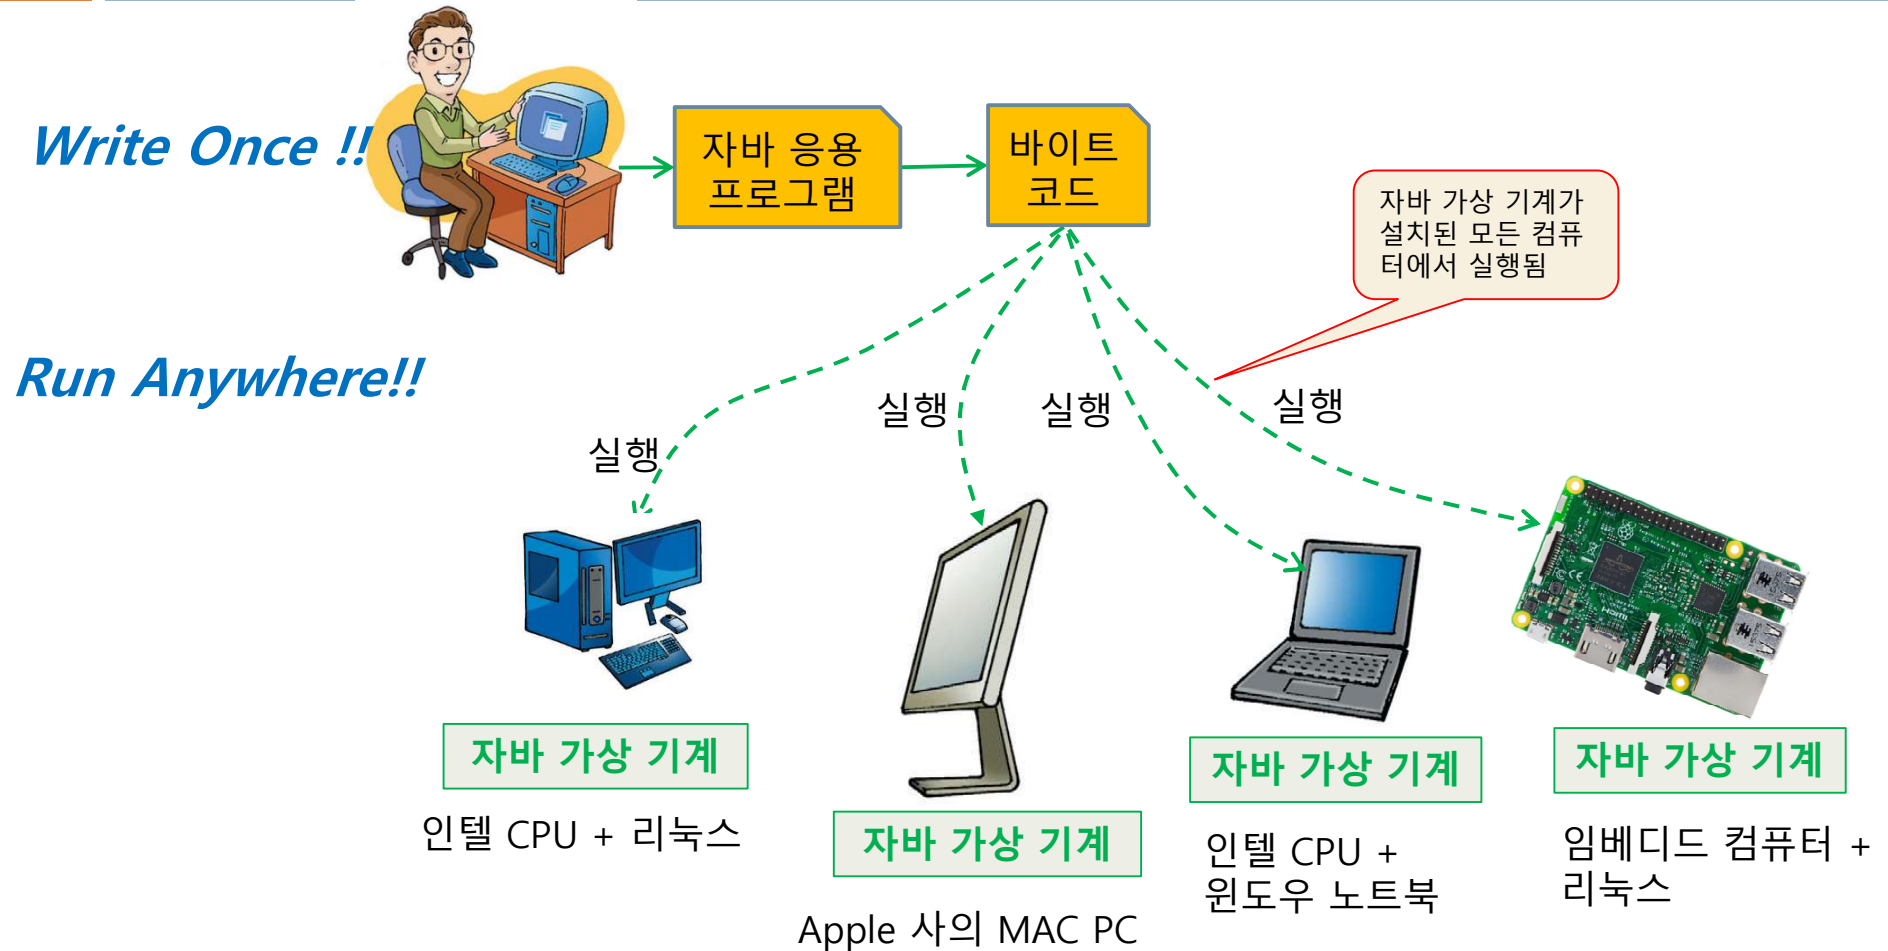 Write Once !!
자바 응용
프로그램
바이트
코드
자바 가상 기계가
설치된 모든 컴퓨
터에서 실행됨
Run Anywhere!!
실행
실행
실행
실행
자바 가상 기계
인텔 CPU + 리눅스
자바 가상 기계
Apple 사의 MAC PC
자바 가상 기계
인텔 CPU +
윈도우 노트북
자바 가상 기계
임베디드 컴퓨터 +
리눅스